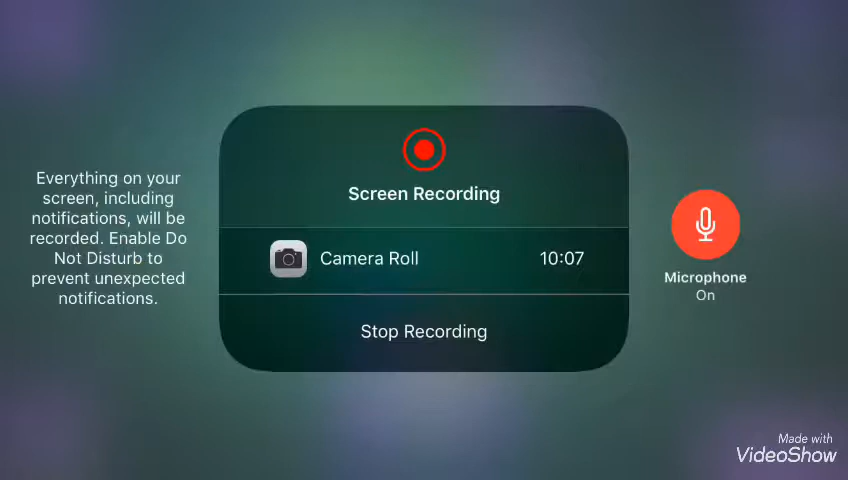 Everything on your
screen, including
notifications, will be
recorded. Enable Do
Not Disturb to
prevent unexpected
notifications.
Screen Recording
Camera Roll 10:07
Stop Recording
Microphone
On
Made with
VideoShow